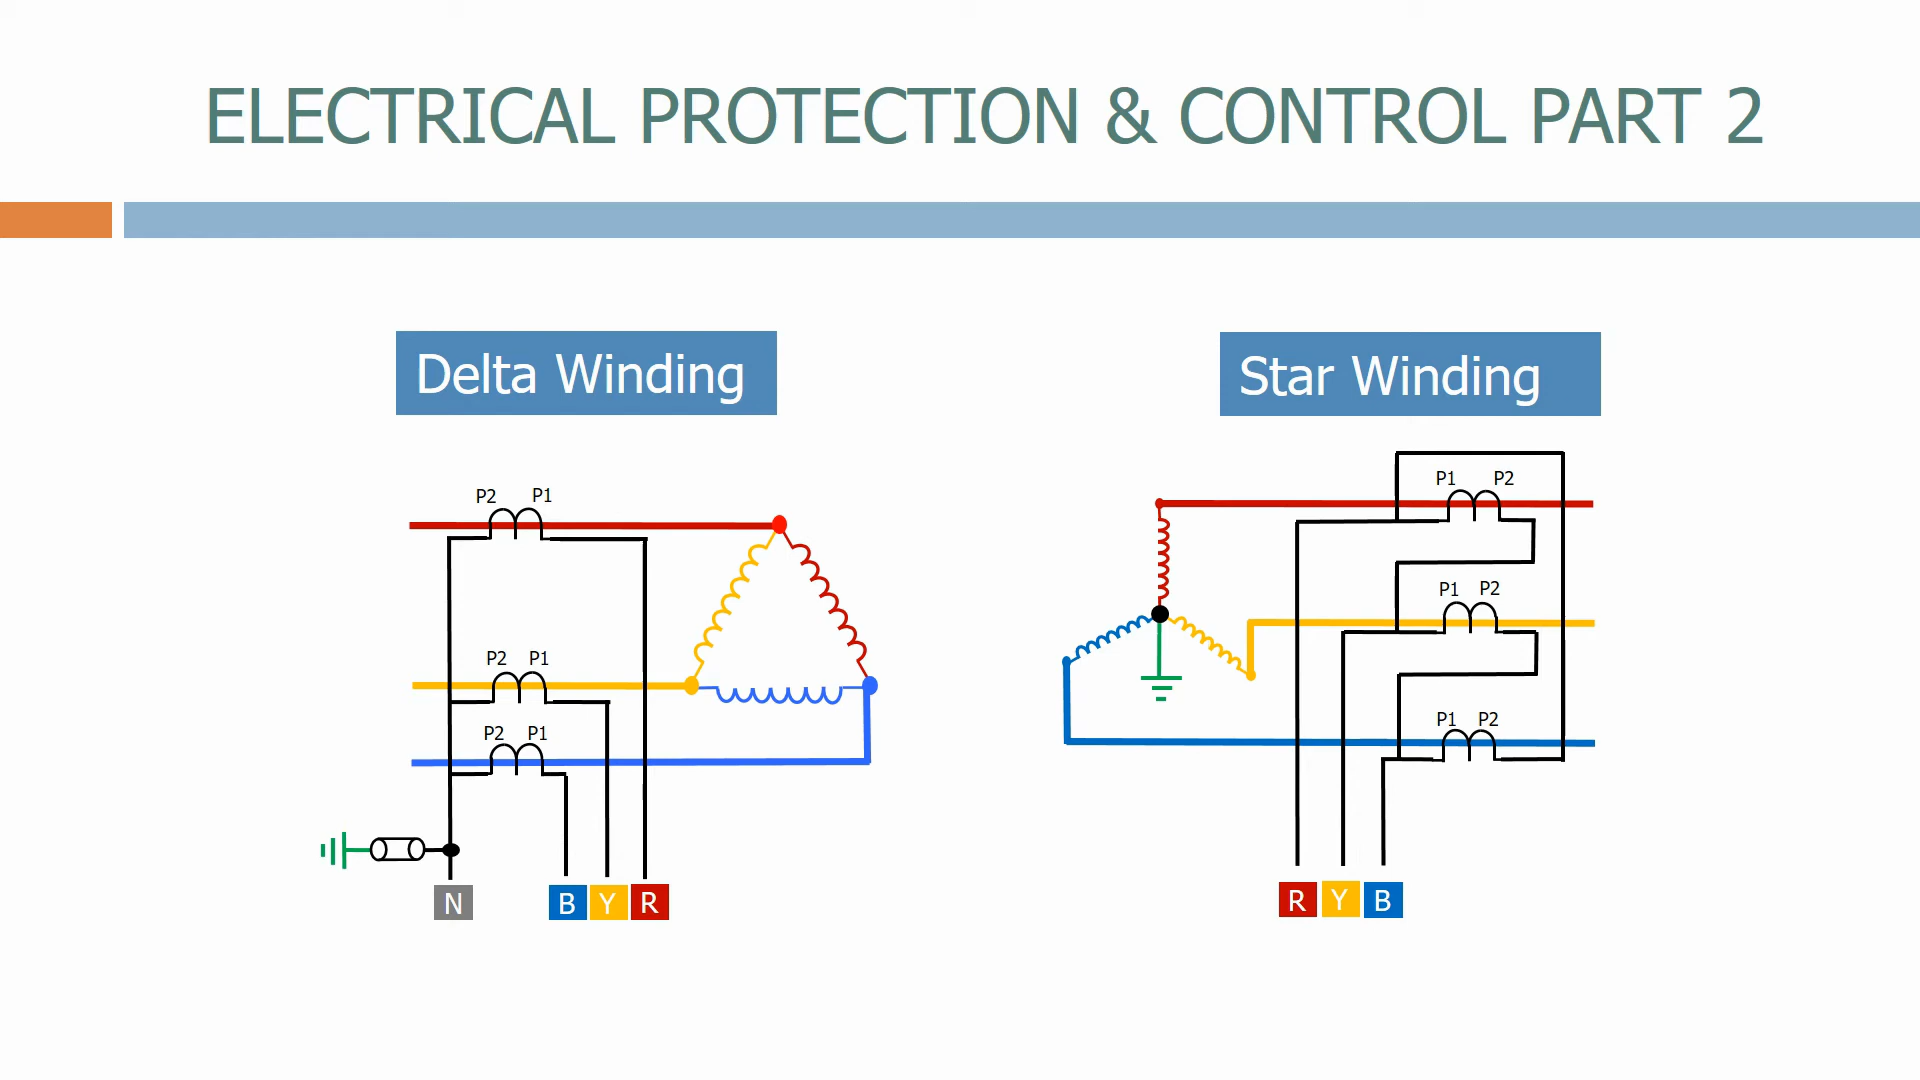 ELECTRICAL PROTECTION & CONTROL PART 2
Delta Winding
Star Winding
P2 P1
P2 P1
P2 P1
N B Y R
P1 P2
P1 P2
P1 P2
R Y B